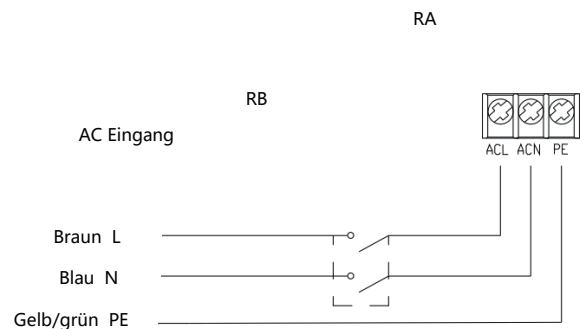 RA
RB
AC Eingang
ACL ACN PE
Braun L
Blau N
Gelb/grün PE